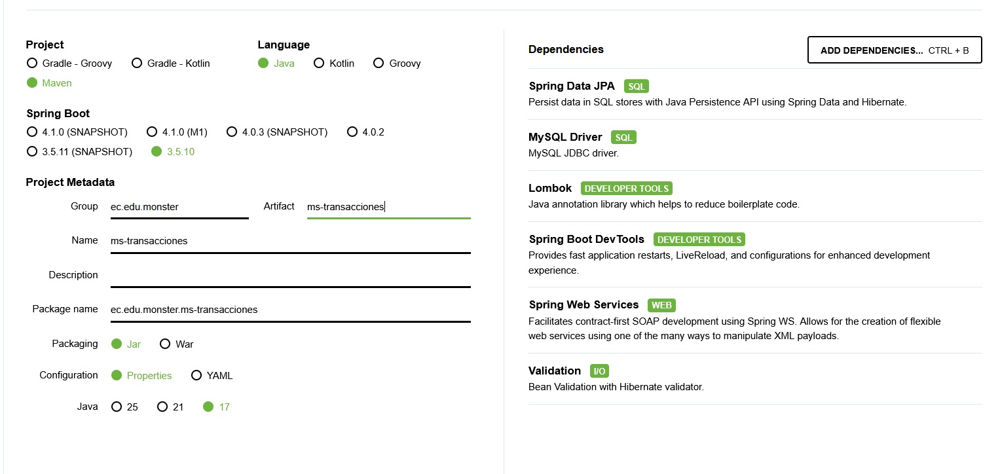 Project
Gradle - Groovy Gradle - Kotlin
Maven
Language
Java Kotlin Groovy
Spring Boot
4.1.0 (SNAPSHOT) 4.1.0 (M1) 4.0.3 (SNAPSHOT) 4.0.2
3.5.11 (SNAPSHOT) 3.5.10
Project Metadata
Group ec.edu.monster Artifact ms-transacciones
Name ms-transacciones
Description
Package name ec.edu.monster.ms-transacciones
Packaging Jar War
Configuration Properties YAML
Java 25 21 17
Dependencies ADD DEPENDENCIES... CTRL + B
Spring Data JPA SQL
Persist data in SQL stores with Java Persistence API using Spring Data and Hibernate.
MySQL Driver SQL
MySQL JDBC driver.
Lombok DEVELOPER TOOLS
Java annotation library which helps to reduce boilerplate code.
Spring Boot DevTools DEVELOPER TOOLS
Provides fast application restarts, LiveReload, and configurations for enhanced development
experience.
Spring Web Services WEB
Facilitates contract-first SOAP development using Spring WS. Allows for the creation of flexible
web services using one of the many ways to manipulate XML payloads.
Validation I/O
Bean Validation with Hibernate validator.